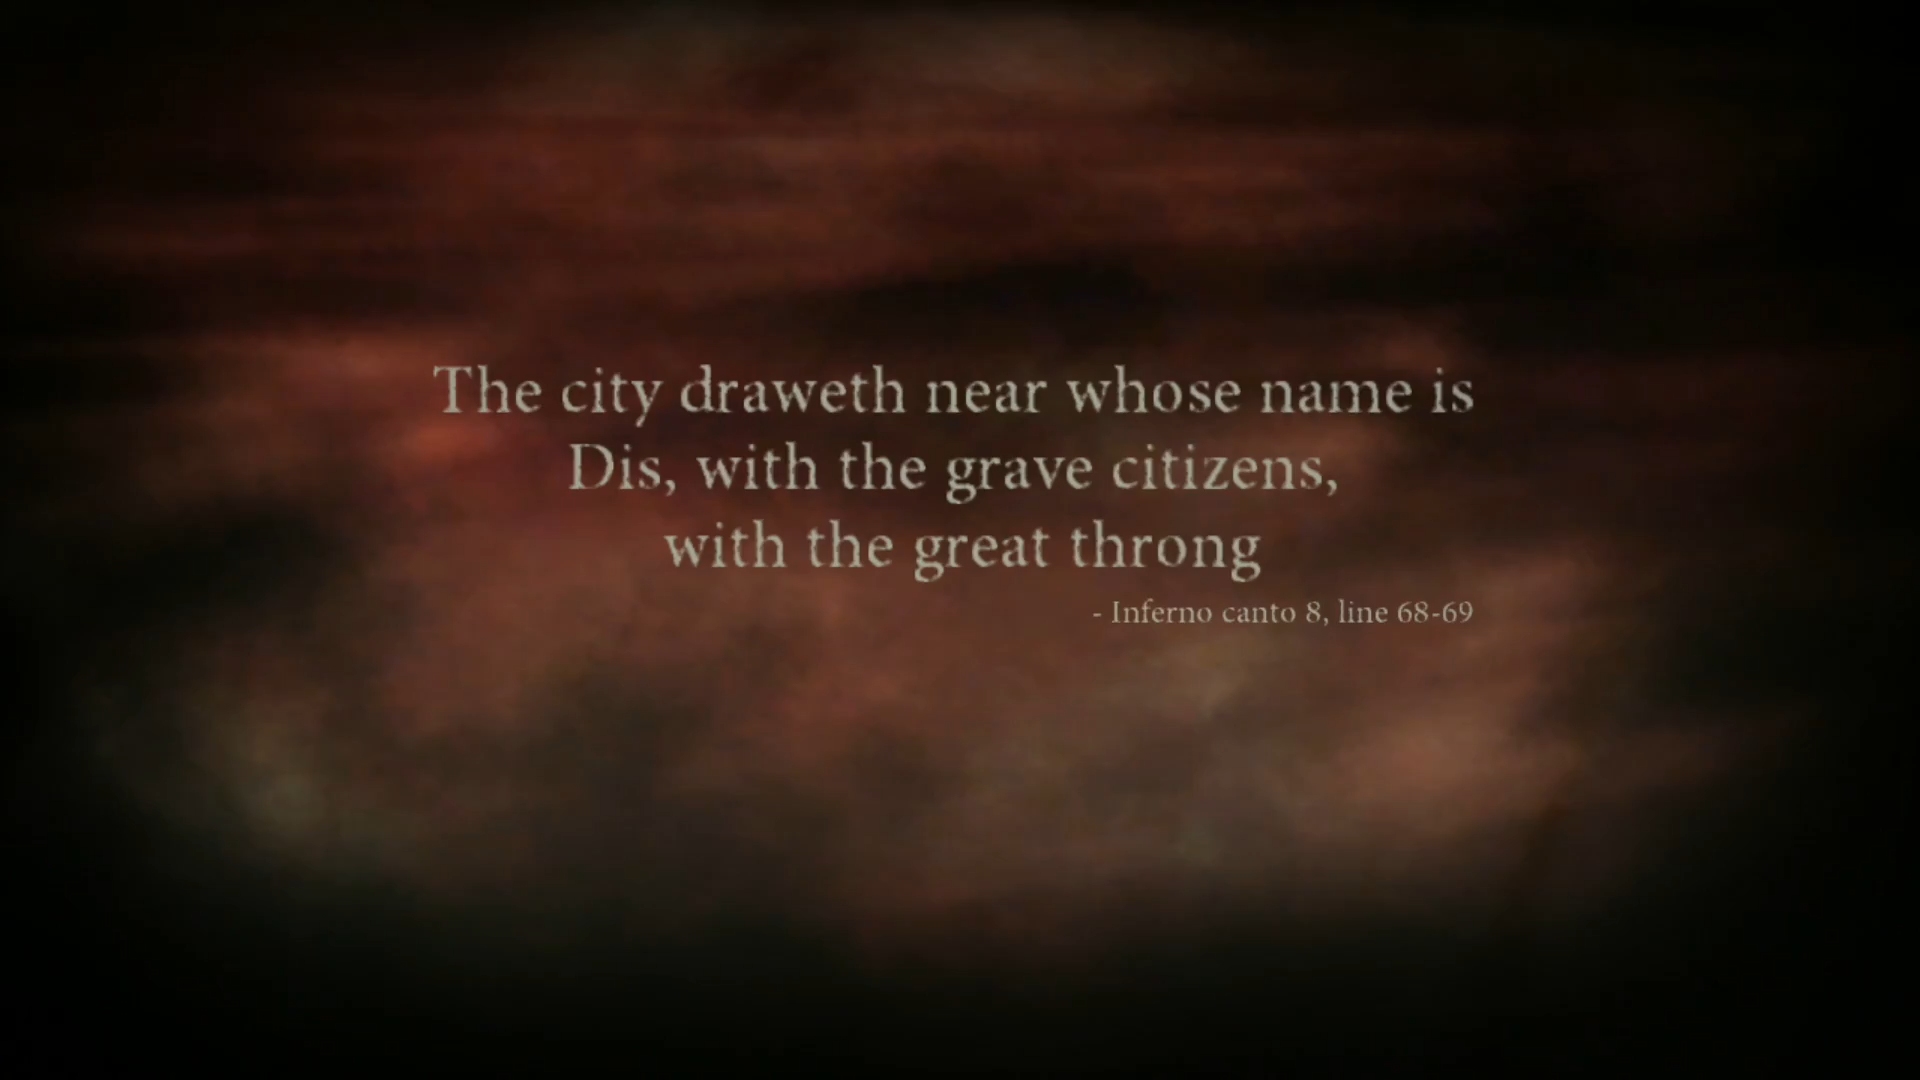 The city draweth near whose name is
Dis, with the grave citizens,
with the great throng
- Inferno canto 8, line 68-69